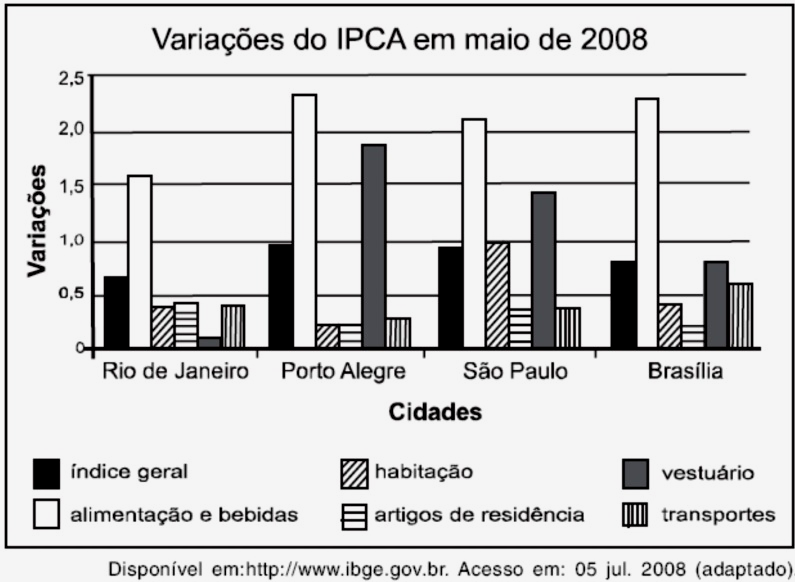 Variações do IPCA em maio de 2008
Variações
2,5
2,0
1,5
1,0
0,5
0
Rio de Janeiro Porto Alegre São Paulo Brasília
Cidades
índice geral habitação vestuário
alimentação e bebidas artigos de residência transportes
Disponível em:http://www.ibge.gov.br. Acesso em: 05 jul. 2008 (adaptado)